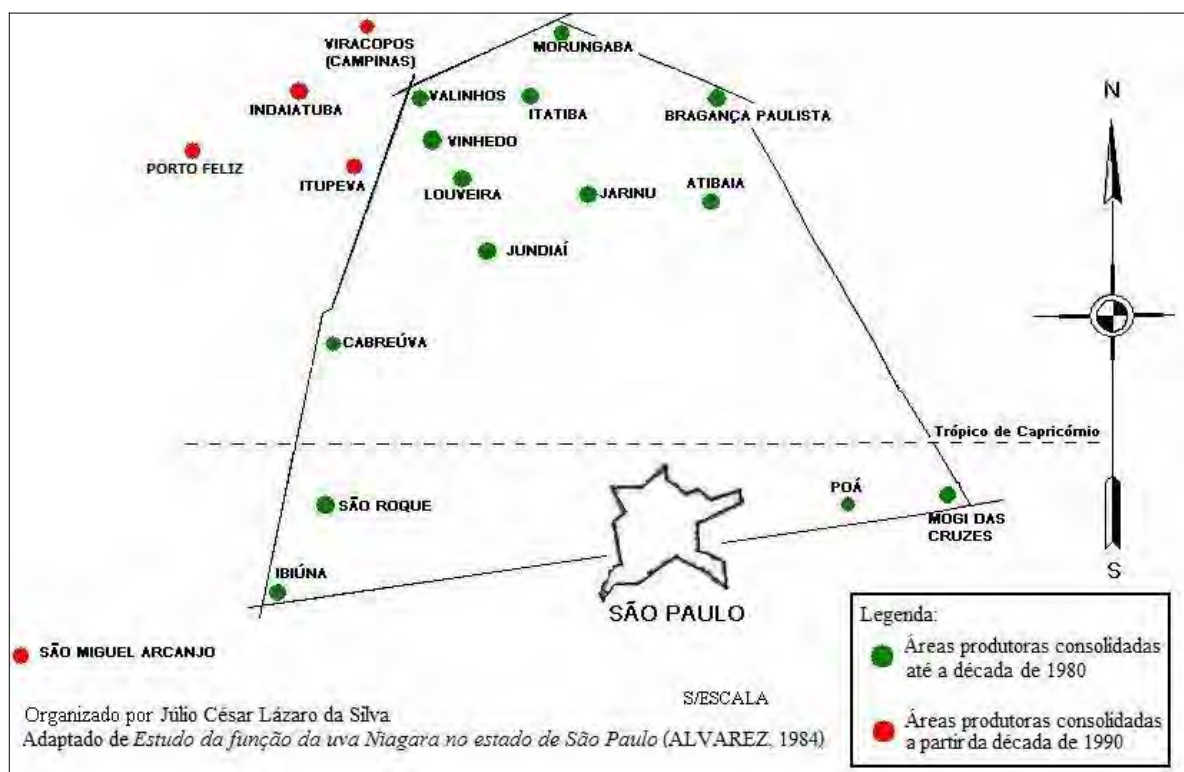 VIRACOPOS
(CAMPINAS)
MORUNGABA
INDAIATUBA
VALINHOS
ITATIBA
BRAGANÇA PAULISTA
N
VINHEDO
PORTO FELIZ
ITUPEVA
LOUVEIRA
JARINU
ATIBAIA
JUNDIAÍ
CABREÚVA
Trópico de Capricórnio
SÃO ROQUE
POÁ
MOGI DAS
CRUZES
IBIÚNA
SÃO PAULO
S
SÃO MIGUEL ARCANJO
Legenda:
Áreas produtoras consolidadas
até a década de 1980
Áreas produtoras consolidadas
a partir da década de 1990
S/ESCALA
Organizado por Júlio César Lázaro da Silva
Adaptado de Estudo da função da uva Niagara no estado de São Paulo (ALVAREZ, 1984)